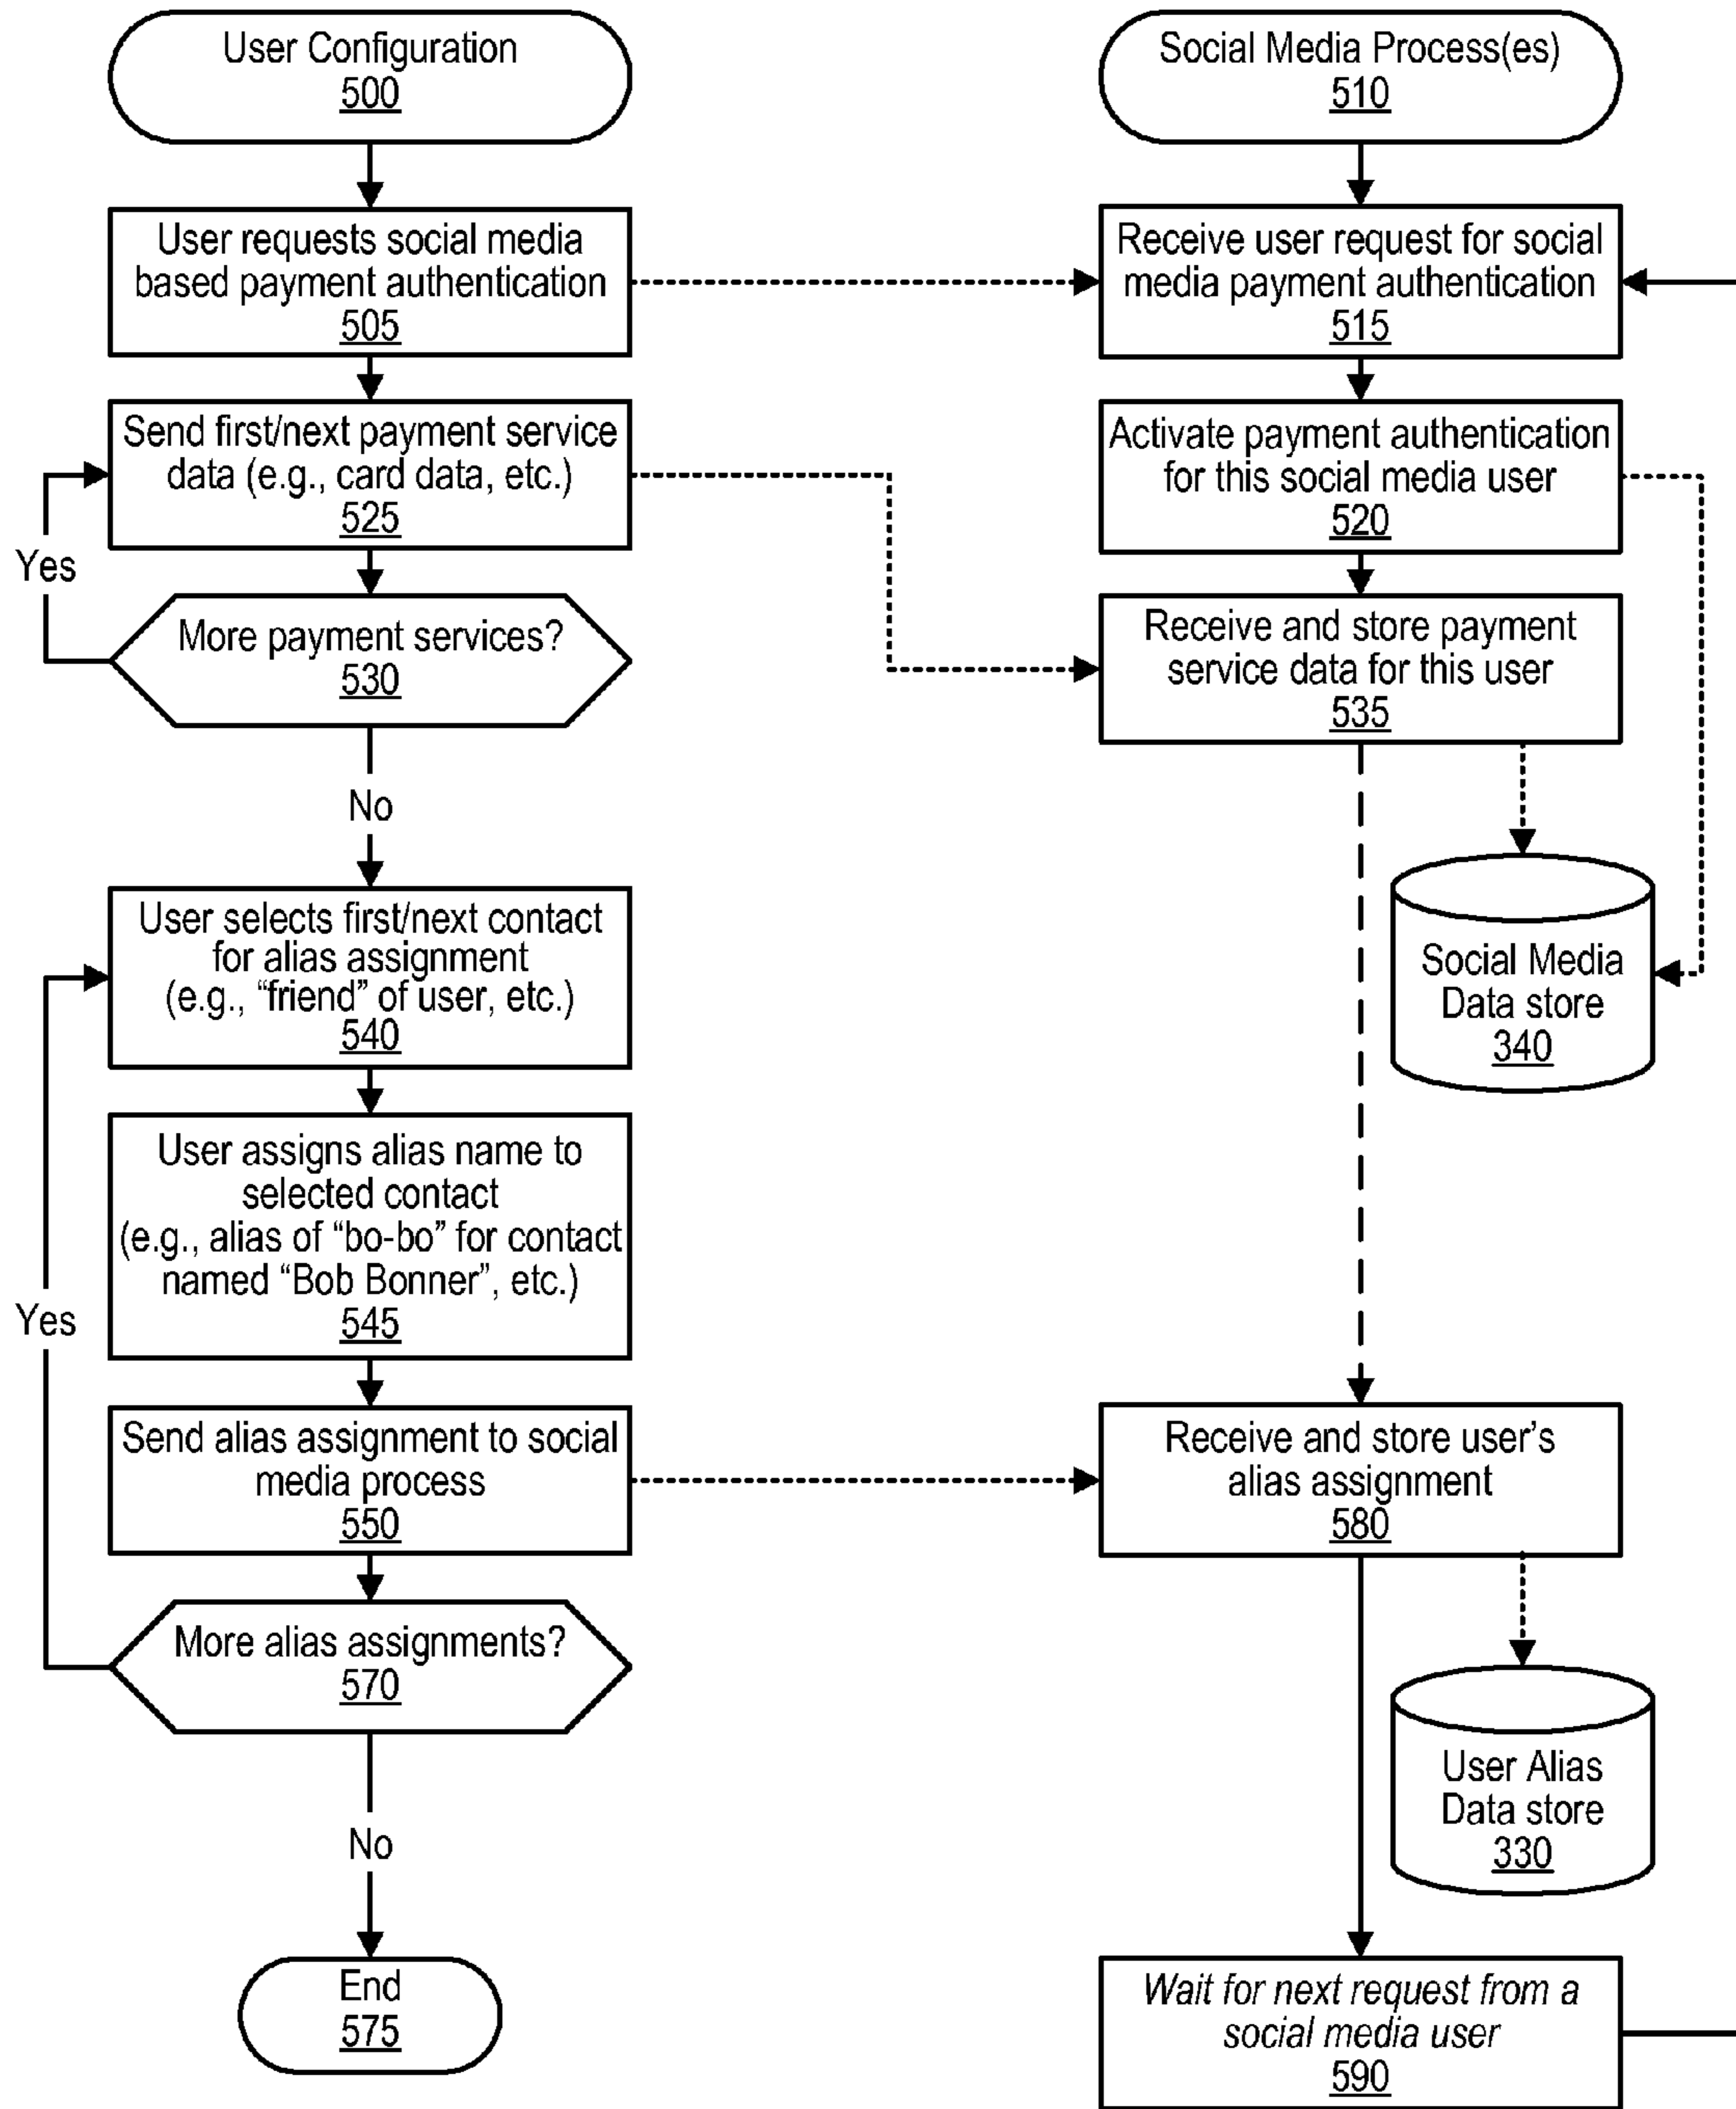 User Configuration
500
User requests social media
based payment authentication
505
Send first/next payment service
data (e.g., card data, etc.)
525
Yes
More payment services?
530
No
User selects first/next contact
for alias assignment
(e.g., “friend” of user, etc.)
540
User assigns alias name to
selected contact
(e.g., alias of “bo-bo” for contact
named “Bob Bonner”, etc.)
545
Yes
Send alias assignment to social
media process
550
More alias assignments?
570
No
End
575
Social Media Process(es)
510
Receive user request for social
media payment authentication
515
Activate payment authentication
for this social media user
520
Receive and store payment
service data for this user
535
Social Media
Data store
340
Receive and store user’s
alias assignment
580
User Alias
Data store
330
Wait for next request from a
social media user
590